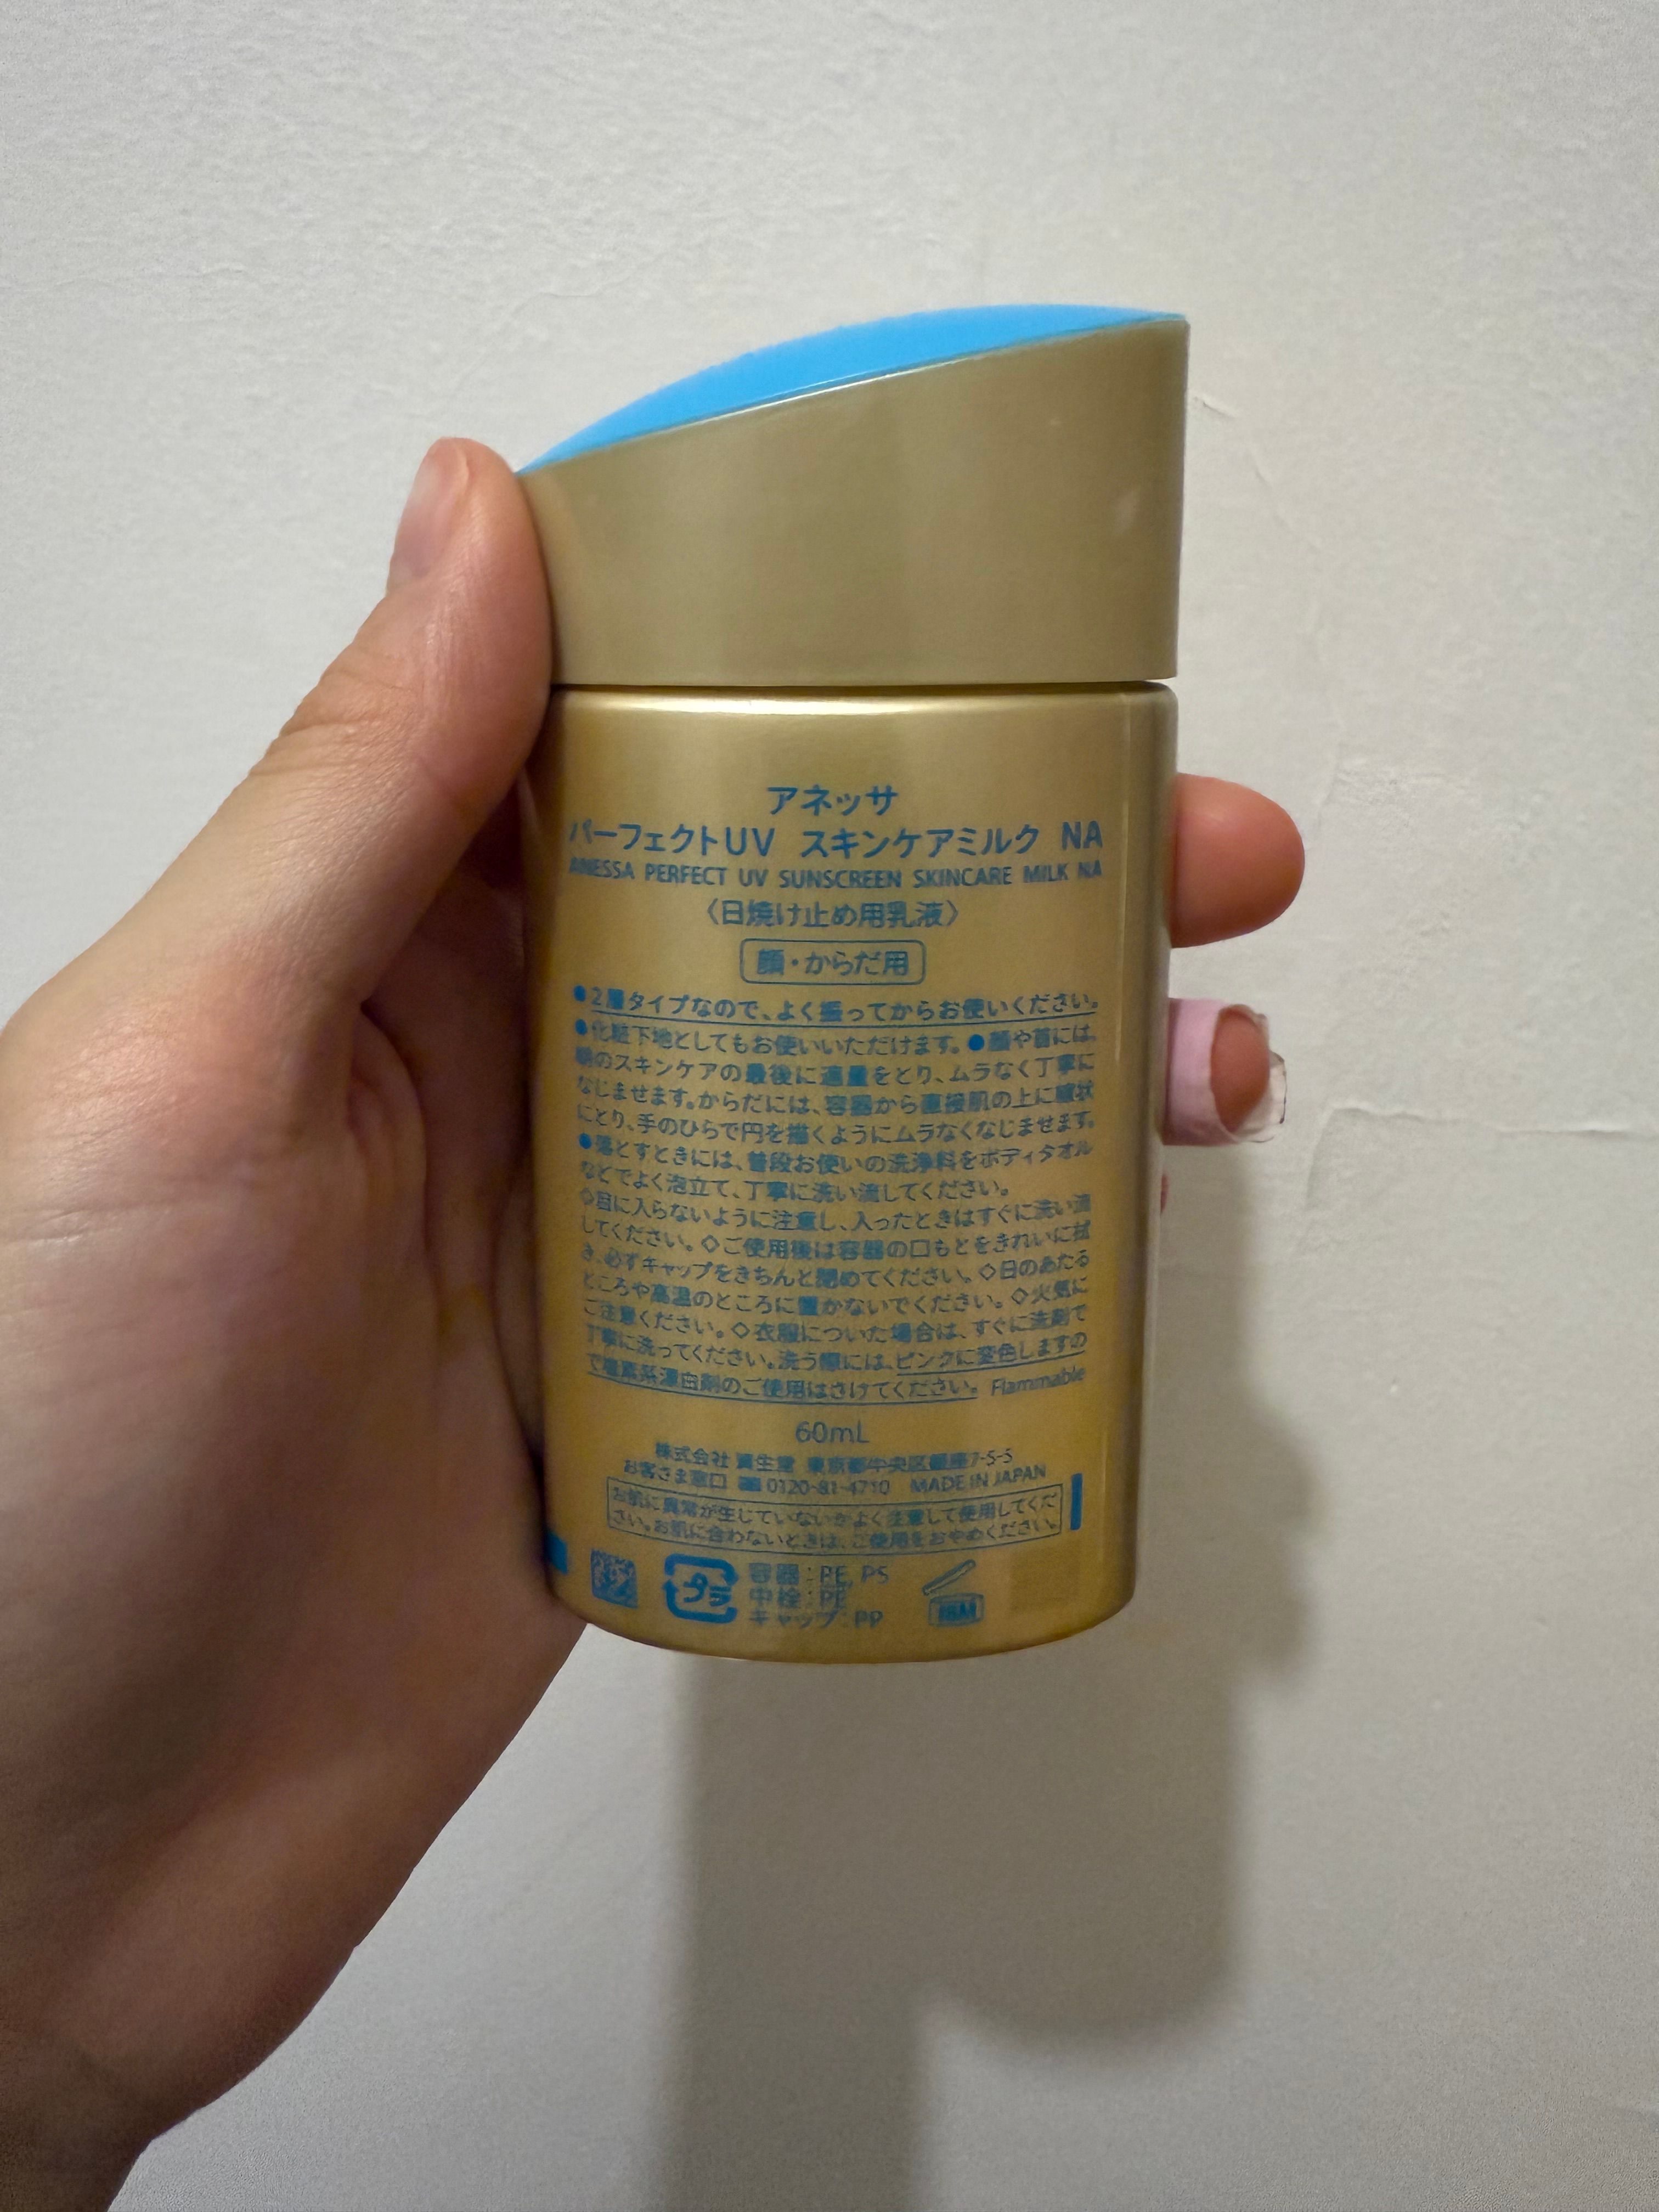 アネッサ
パーフェクトUV スキンケアミルク NA
ANESSA PERFECT UV SUNSCREEN SKINCARE MILK NA
〈日焼け止め用乳液〉
顔・からだ用
●2層タイプなので、よく振ってからお使いください。
●化粧下地としてもお使いいただけます。●顔や首には、
朝のスキンケアの最後に適量をとり、ムラなく丁寧に
なじませます。からだには、容器から直接肌の上に線状
にとり、手のひらで円を描くようにムラなくなじませます。
●落とすときには、普段お使いの洗浄料をボディタオル
などでよく泡立て、丁寧に洗い流してください。
◇目に入らないように注意し、入ったときはすぐに洗い流
してください。◇ご使用後は容器の口もとをきれいに拭
き、必ずキャップをきちんと閉めてください。◇日のあたる
ところや高温のところに置かないでください。◇火気に
ご注意ください。◇衣服についた場合は、すぐに洗剤で
丁寧に洗ってください。洗う際には、ピンクに変色しますの
で塩素系漂白剤のご使用はさけてください。 Flammable
60mL
株式会社 資生堂 東京都中央区銀座7-5-5
お客さま窓口 0120-81-4710 MADE IN JAPAN
お肌に異常が生じていないかよく注意して使用してくだ
さい。お肌に合わないときは、ご使用をおやめください。
プラ
容器:PE, PS
中栓:PE
キャップ:PP
18M